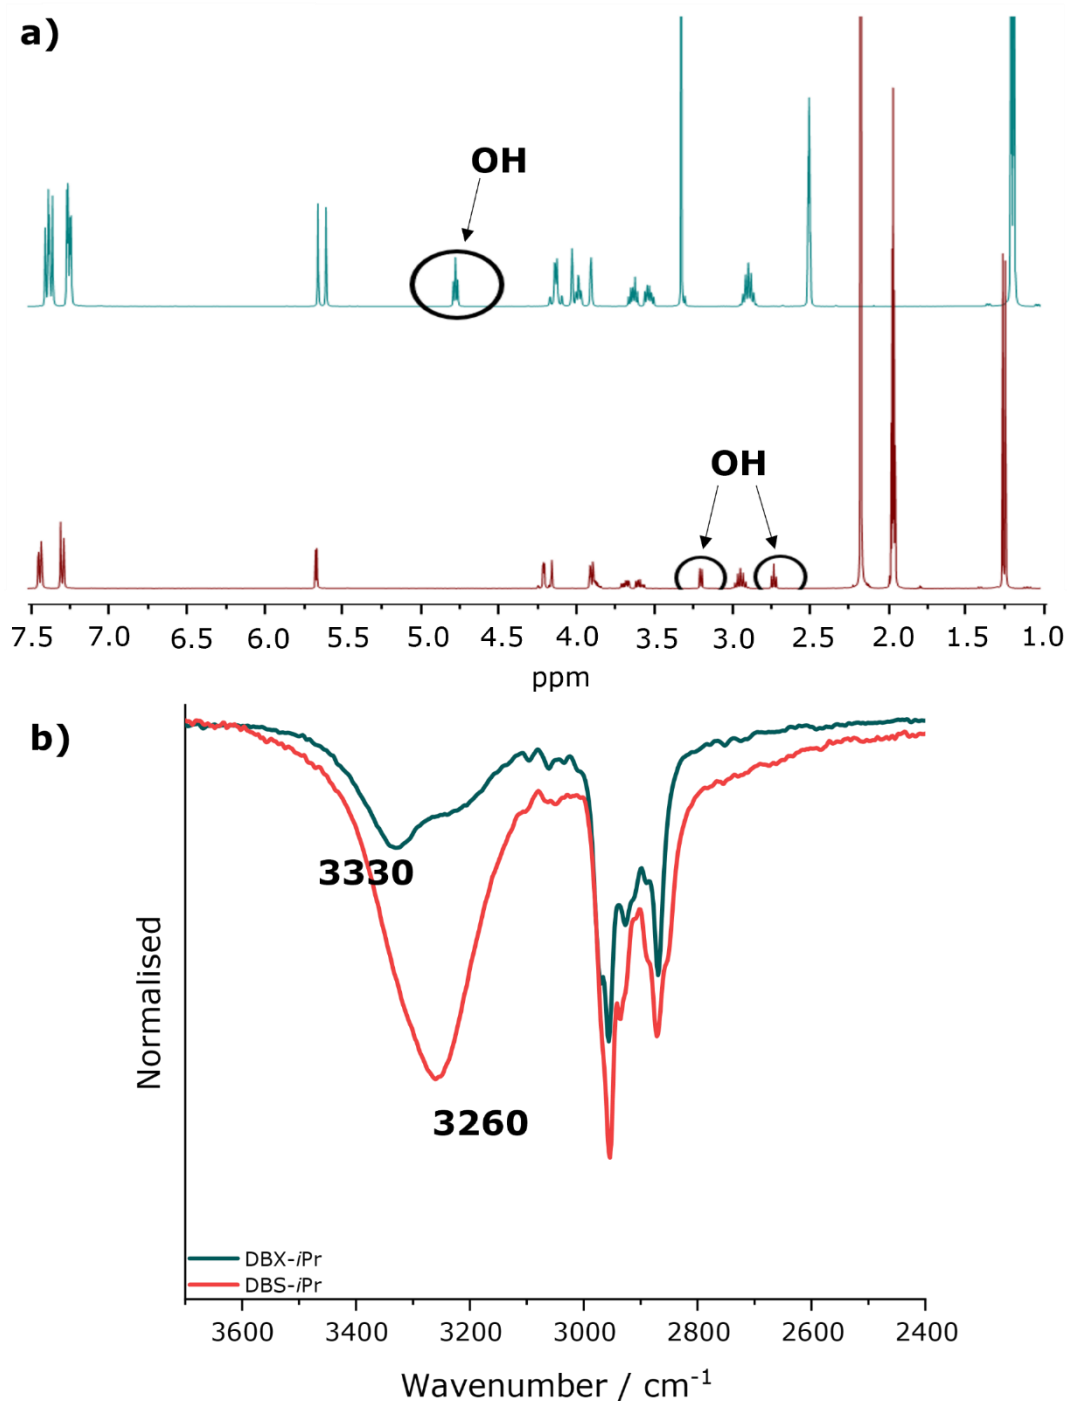 a)
OH
OH
7.5 7.0 6.5 6.0 5.5 5.0 4.5 4.0 3.5 3.0 2.5 2.0 1.5 1.0
ppm
b)
3330
3260
Normalised
DBX-iPr
DBS-iPr
3600 3400 3200 3000 2800 2600 2400
Wavenumber / cm⁻¹